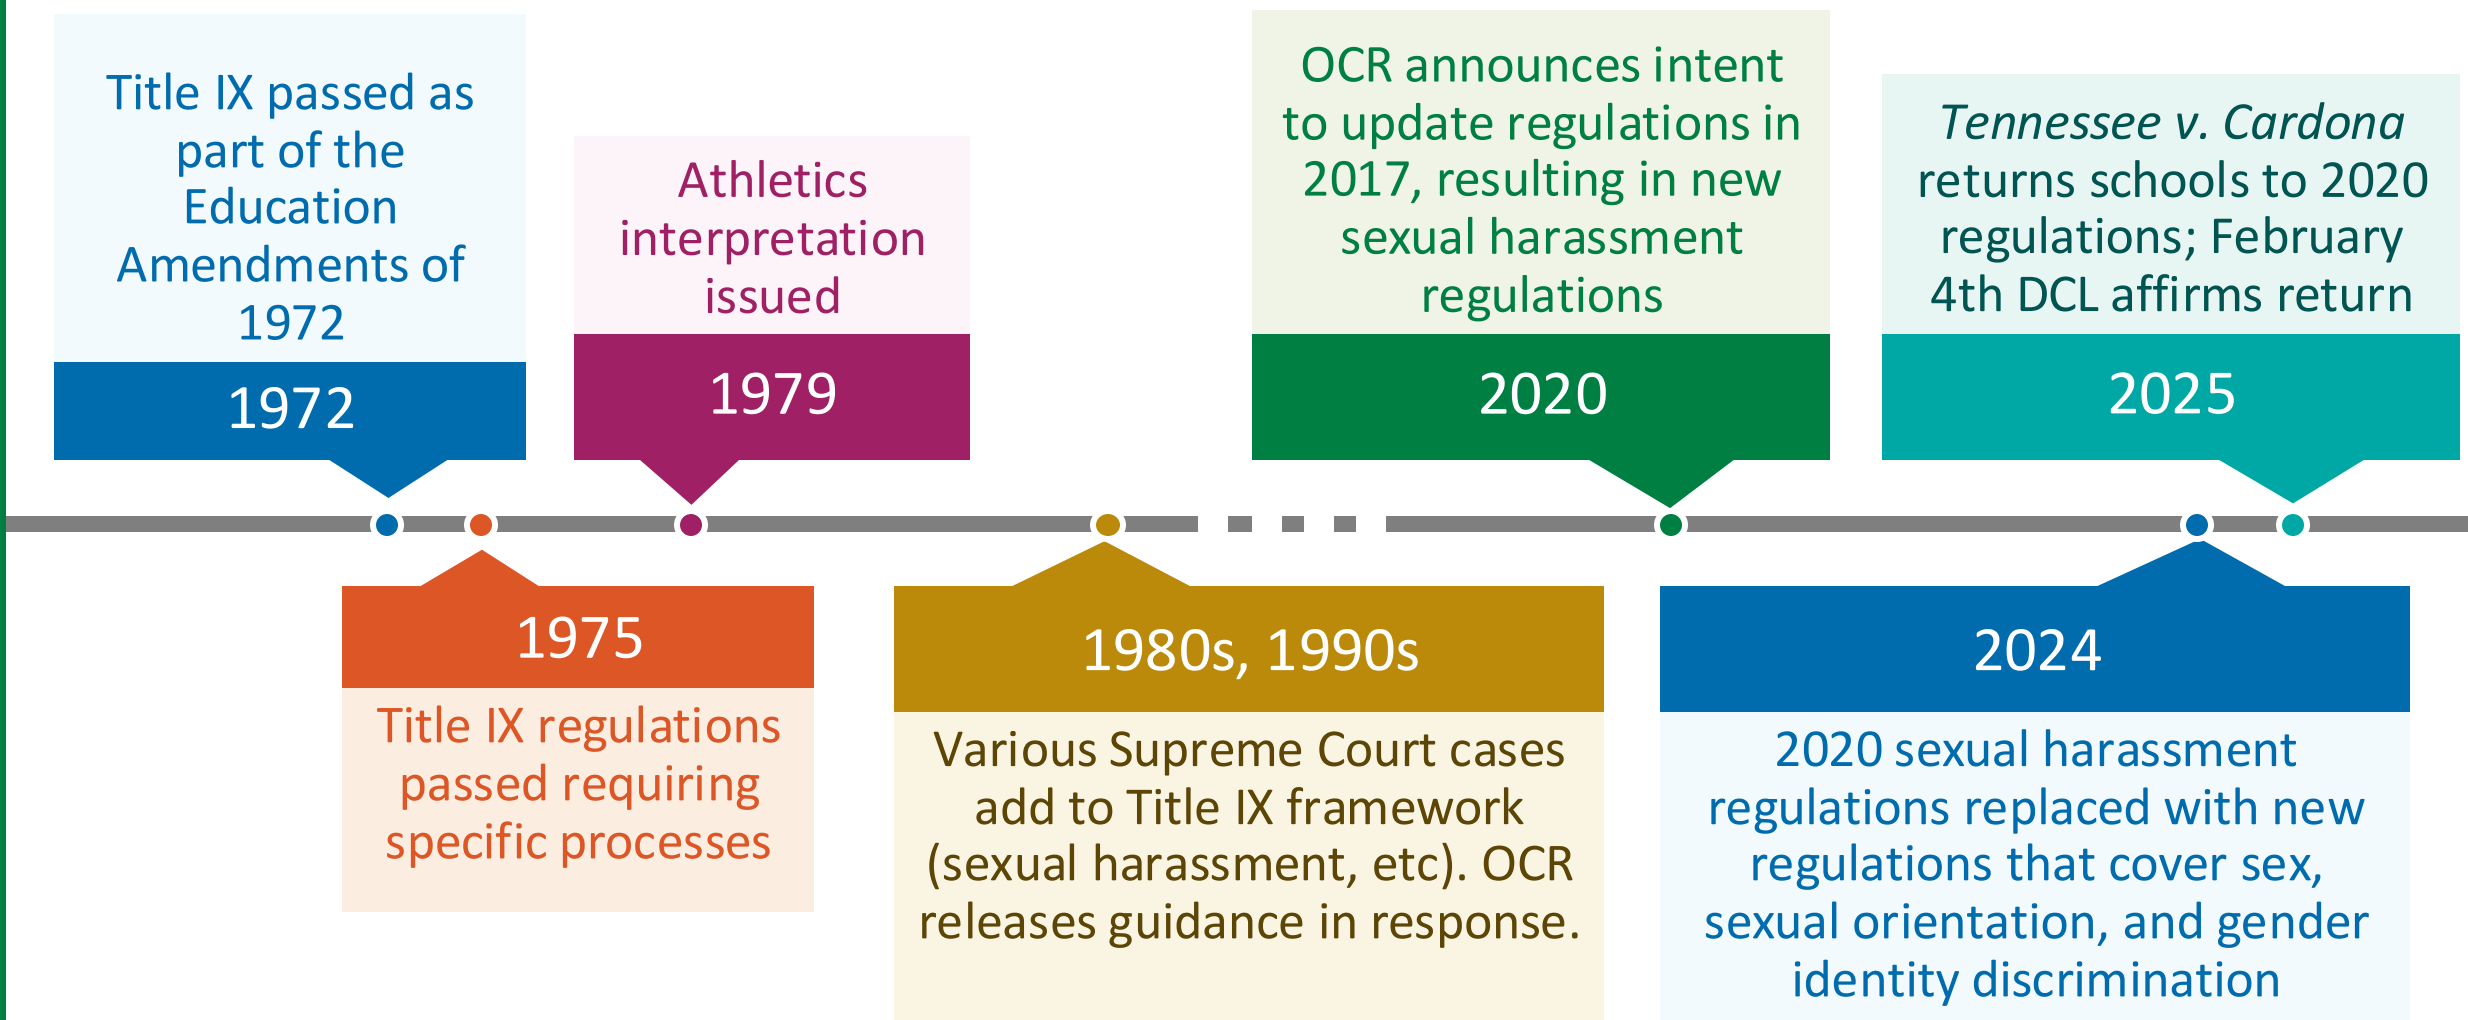 Title IX passed as
part of the
Education
Amendments of
1972
1972
Athletics
interpretation
issued
1979
OCR announces intent
to update regulations in
2017, resulting in new
sexual harassment
regulations
2020
Tennessee v. Cardona
returns schools to 2020
regulations; February
4th DCL affirms return
2025
1975
Title IX regulations
passed requiring
specific processes
1980s, 1990s
Various Supreme Court cases
add to Title IX framework
(sexual harassment, etc). OCR
releases guidance in response.
2024
2020 sexual harassment
regulations replaced with new
regulations that cover sex,
sexual orientation, and gender
identity discrimination